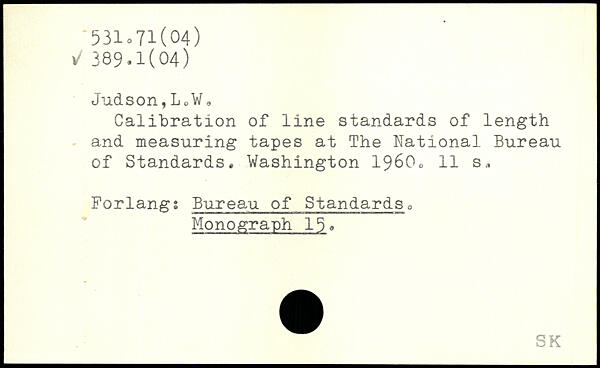 531.71(04)
✓ 389.1(04)
Judson,L.W.
Calibration of line standards of length
and measuring tapes at The National Bureau
of Standards. Washington 1960. 11 s.
Forlang: Bureau of Standards.
Monograph 15.
SK